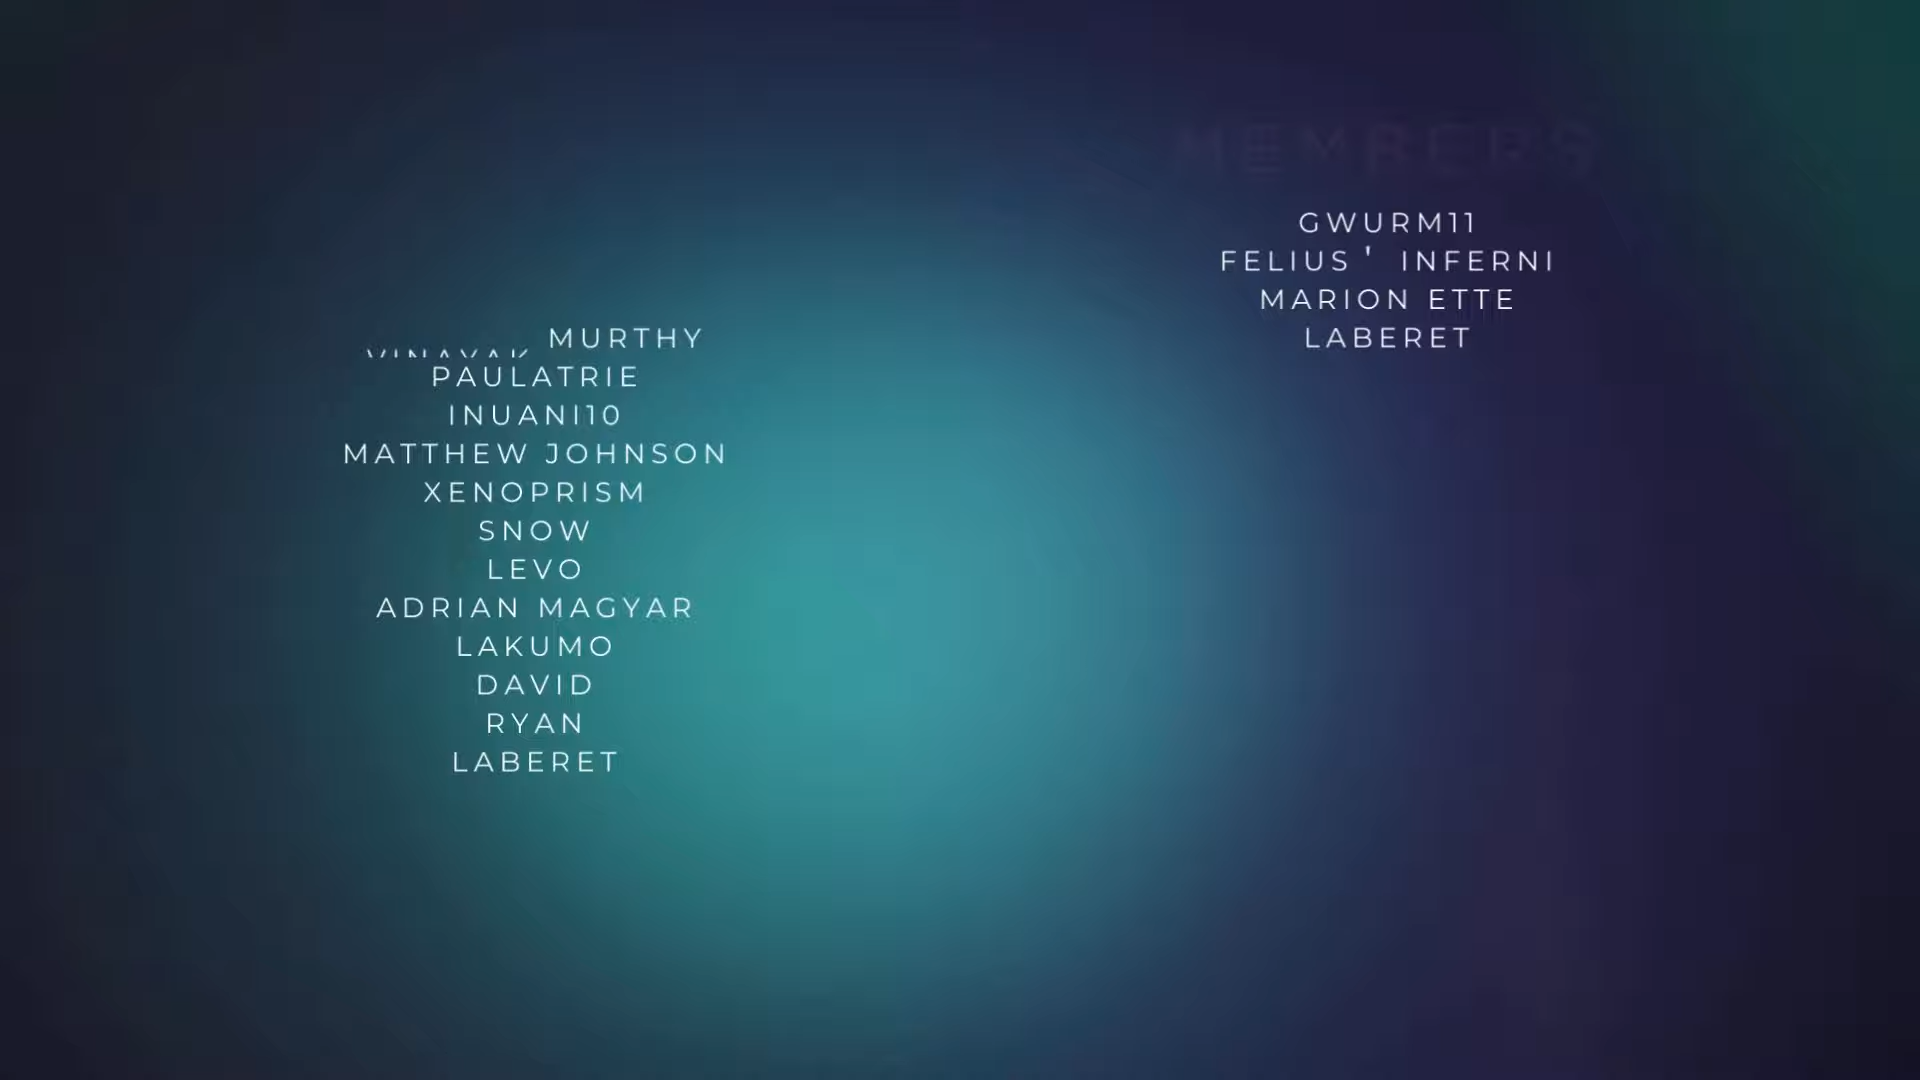 MURTHY
PAULATRIE
INUANI10
MATTHEW JOHNSON
XENOPRISM
SNOW
LEVO
ADRIAN MAGYAR
LAKUMO
DAVID
RYAN
LABERET
MEMBERS
GWURM11
FELIUS ' INFERNI
MARION ETTE
LABERET